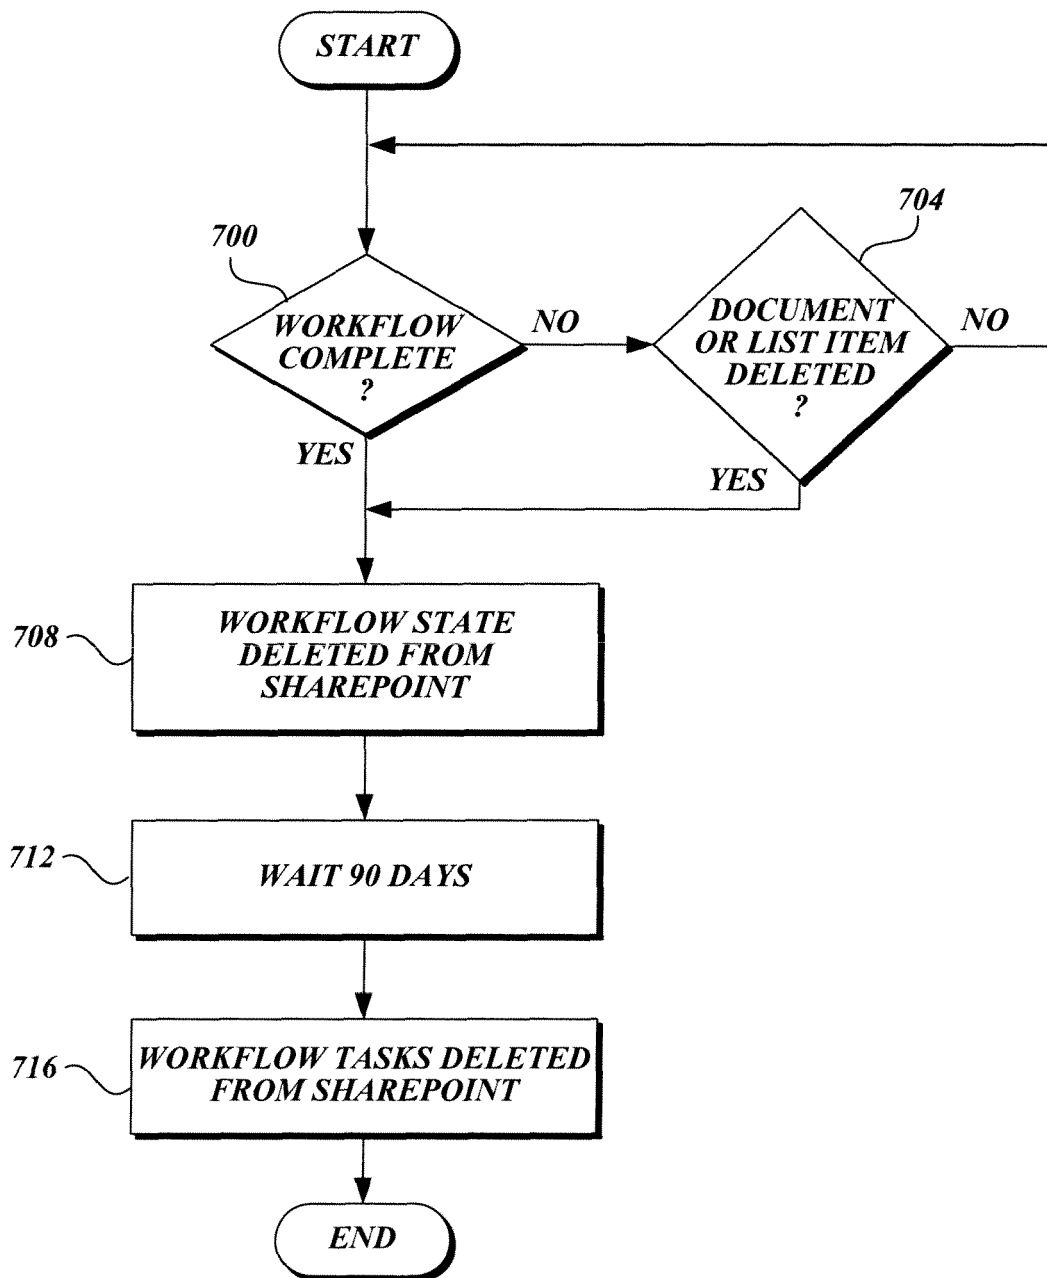 START
704
700
WORKFLOW
COMPLETE
?
NO
DOCUMENT
OR LIST ITEM
DELETED
?
NO
YES
YES
708
WORKFLOW STATE
DELETED FROM
SHAREPOINT
712
WAIT 90 DAYS
716
WORKFLOW TASKS DELETED
FROM SHAREPOINT
END